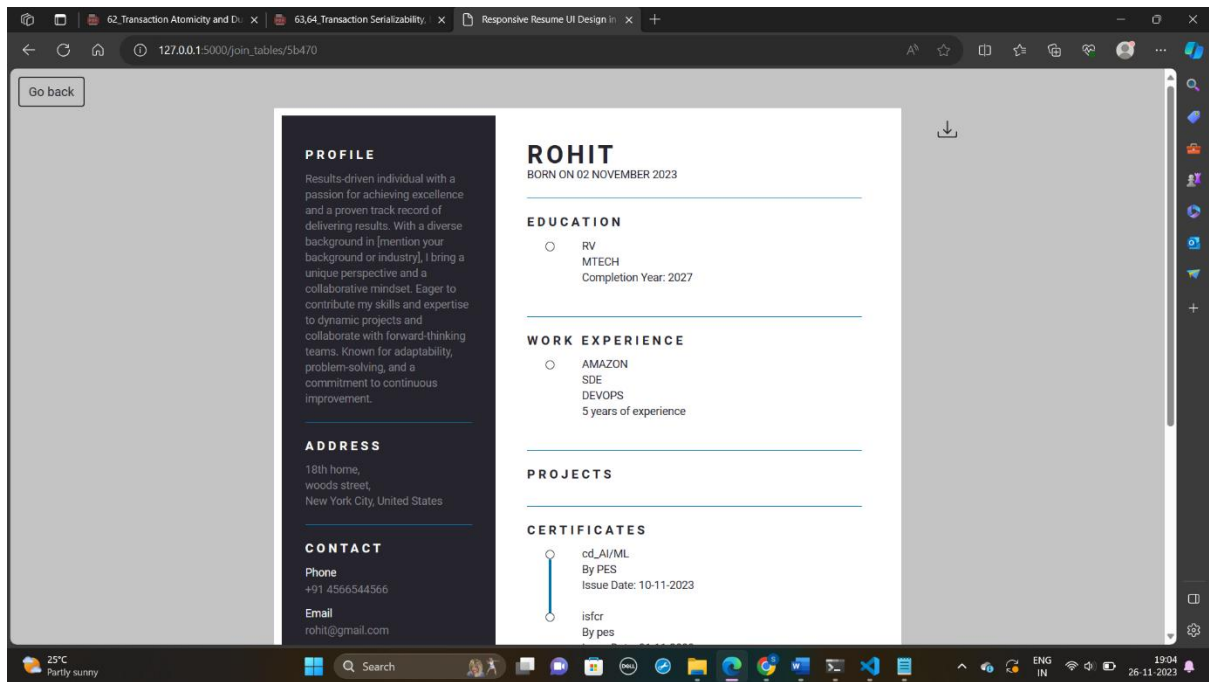 62_Transaction Atomicity and Du
63,64_Transaction Serializability,
Responsive Resume UI Design in
127.0.0.1:5000/join_tables/5b470
Go back
PROFILE
Results-driven individual with a
passion for achieving excellence
and a proven track record of
delivering results. With a diverse
background in [mention your
background or industry], I bring a
unique perspective and a
collaborative mindset. Eager to
contribute my skills and expertise
to dynamic projects and
collaborate with forward-thinking
teams. Known for adaptability,
problem-solving, and a
commitment to continuous
improvement.
ADDRESS
18th home,
woods street,
New York City, United States
CONTACT
Phone
+91 4566544566
Email
rohit@gmail.com
ROHIT
BORN ON 02 NOVEMBER 2023
EDUCATION
RV
MTECH
Completion Year: 2027
WORK EXPERIENCE
AMAZON
SDE
DEVOPS
5 years of experience
PROJECTS
CERTIFICATES
cd_AI/ML
By PES
Issue Date: 10-11-2023
isfcr
By pes
25°C
Partly sunny
Search
DELL
ENG
IN
19:04
26-11-2023